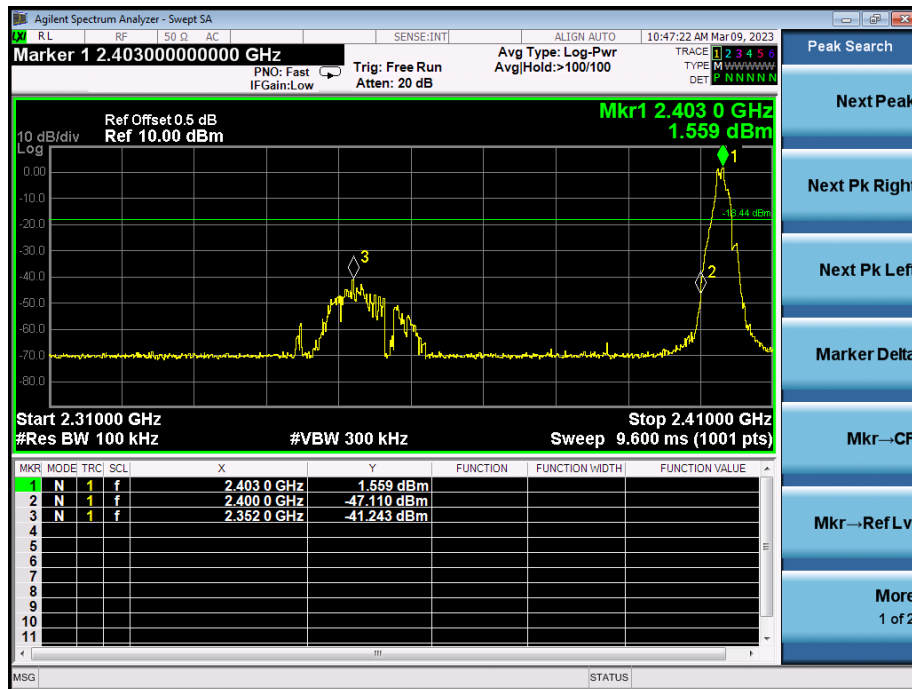 Agilent Spectrum Analyzer - Swept SA
LXI RL RF 50 Ω AC SENSE:INT ALIGN AUTO 10:47:22 AM Mar 09, 2023
Marker 1 2.403000000000 GHz
PNO: Fast
IFGain:Low
Trig: Free Run
Atten: 20 dB
Avg Type: Log-Pwr
Avg|Hold:>100/100
TRACE 1 2 3 4 5 6
TYPE M W W W W W
DET P N N N N N
Peak Search
Ref Offset 0.5 dB
Ref 10.00 dBm
10 dB/div
Log
Mkr1 2.403 0 GHz
1.559 dBm
0.00
-10.0
-20.0
-30.0
-40.0
-50.0
-60.0
-70.0
-80.0
1
-18.44 dBm
2
3
Start 2.31000 GHz
Stop 2.41000 GHz
#Res BW 100 kHz
#VBW 300 kHz
Sweep 9.600 ms (1001 pts)
MKR MODE TRC SCL X Y FUNCTION FUNCTION WIDTH FUNCTION VALUE
1 N 1 f 2.403 0 GHz 1.559 dBm
2 N 1 f 2.400 0 GHz -47.110 dBm
3 N 1 f 2.352 0 GHz -41.243 dBm
4
5
6
7
8
9
10
11
MSG
STATUS
Next Peak
Next Pk Right
Next Pk Left
Marker Delta
Mkr→CF
Mkr→Ref Lv
More
1 of 2